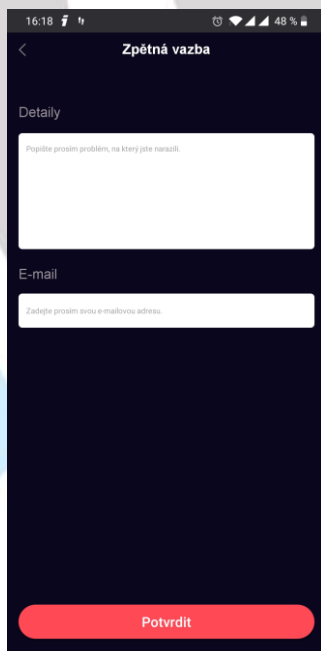 16:18 48 %
Zpětná vazba
Detaily
Popište prosím problém, na který jste narazili.
E-mail
Zadejte prosím svou e-mailovou adresu.
Potvrdit